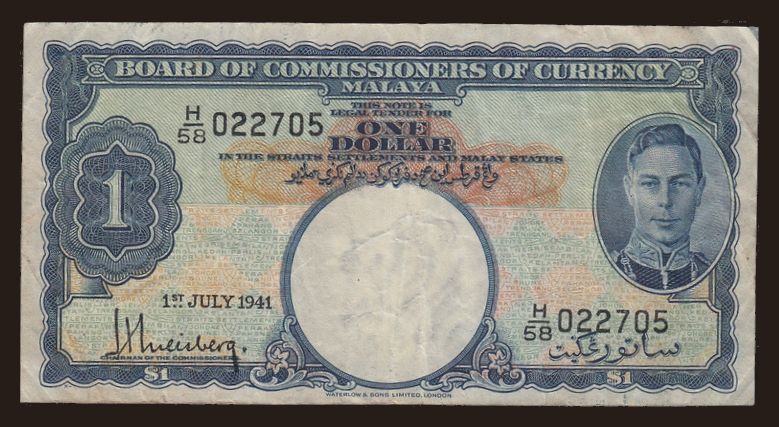 BOARD OF COMMISSIONERS OF CURRENCY
MALAYA
THIS NOTE IS
LEGAL TENDER FOR
H/58 022705
ONE
DOLLAR
IN THE STRAITS SETTLEMENTS AND MALAY STATES
1
1ST JULY 1941
H/58 022705
CHAIRMAN OF THE COMMISSIONERS
ساتو رڠݢيت
$1
$1
WATERLOW & SONS LIMITED, LONDON